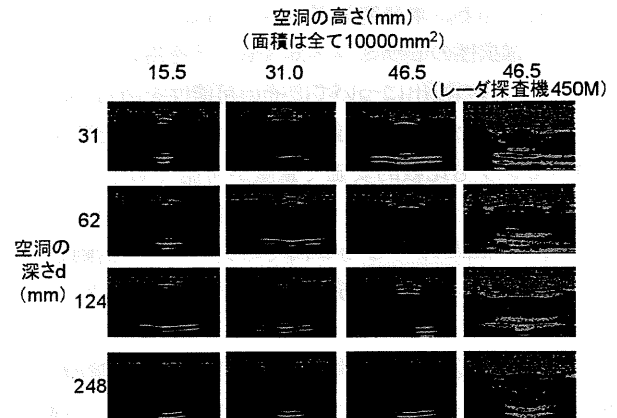 空洞の高さ(mm)
(面積は全て10000mm²)
15.5 31.0 46.5 46.5
(レーダ探査機450M)
31
62
空洞の
深さd
(mm)
124
248